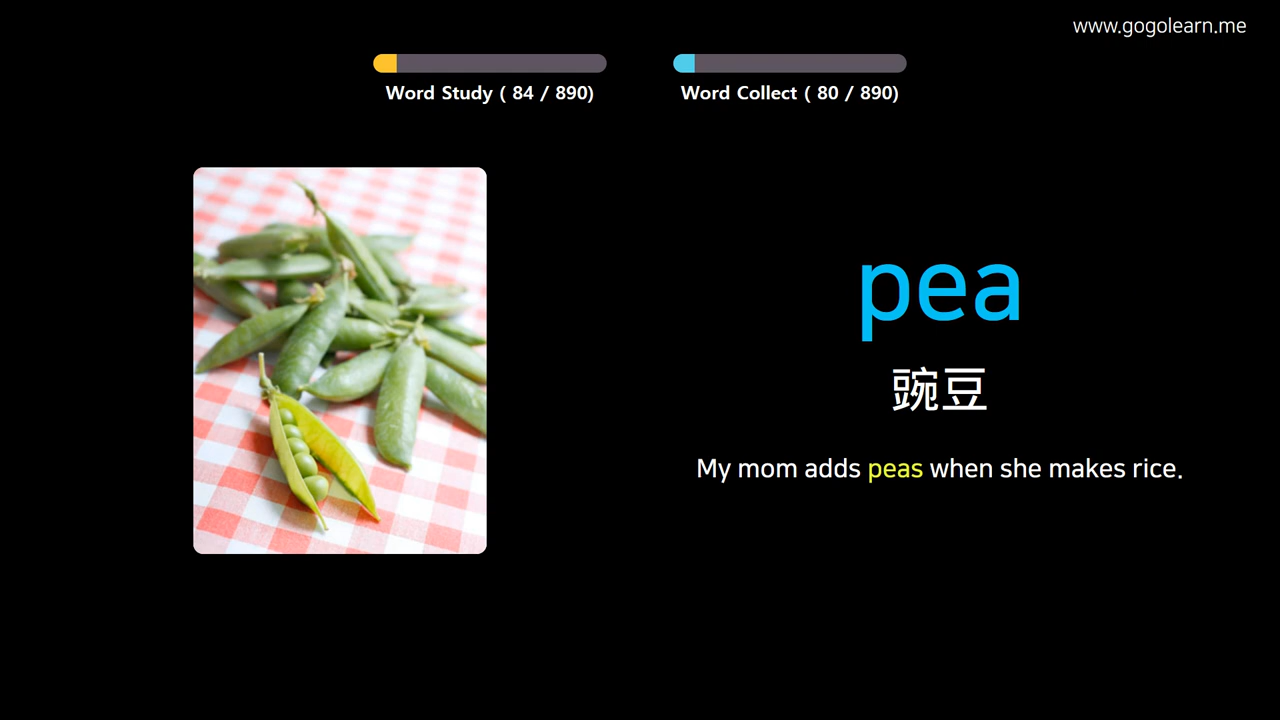 www.gogolearn.me
Word Study ( 84 / 890)
Word Collect ( 80 / 890)
pea
豌豆
My mom adds peas when she makes rice.